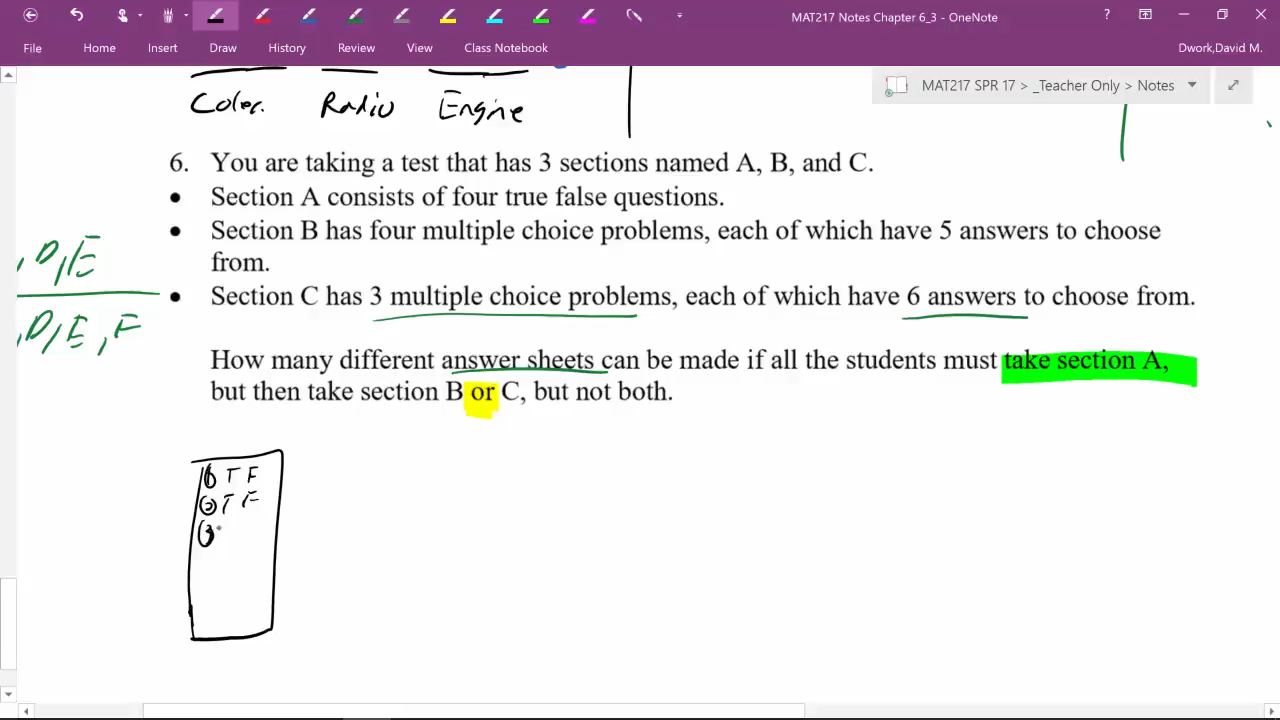 MAT217 Notes Chapter 6_3 - OneNote
?
File Home Insert Draw History Review View Class Notebook
Dwork,David M.
MAT217 SPR 17 > _Teacher Only > Notes
Color. Radio Engine
6. You are taking a test that has 3 sections named A, B, and C.
• Section A consists of four true false questions.
• Section B has four multiple choice problems, each of which have 5 answers to choose
from.
, D, E
• Section C has 3 multiple choice problems, each of which have 6 answers to choose from.
, D, E, F
How many different answer sheets can be made if all the students must take section A,
but then take section B or C, but not both.
① T F
② T F
③